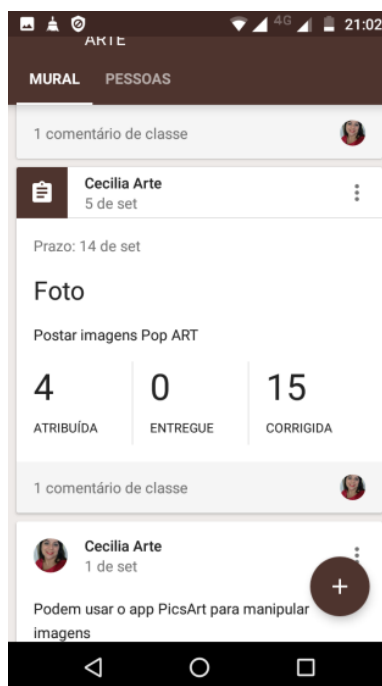 4G 21:02
ARTE
MURAL PESSOAS
1 comentário de classe
Cecilia Arte
5 de set
Prazo: 14 de set
Foto
Postar imagens Pop ART
4 0 15
ATRIBUÍDA ENTREGUE CORRIGIDA
1 comentário de classe
Cecilia Arte
1 de set
Podem usar o app PicsArt para manipular
imagens